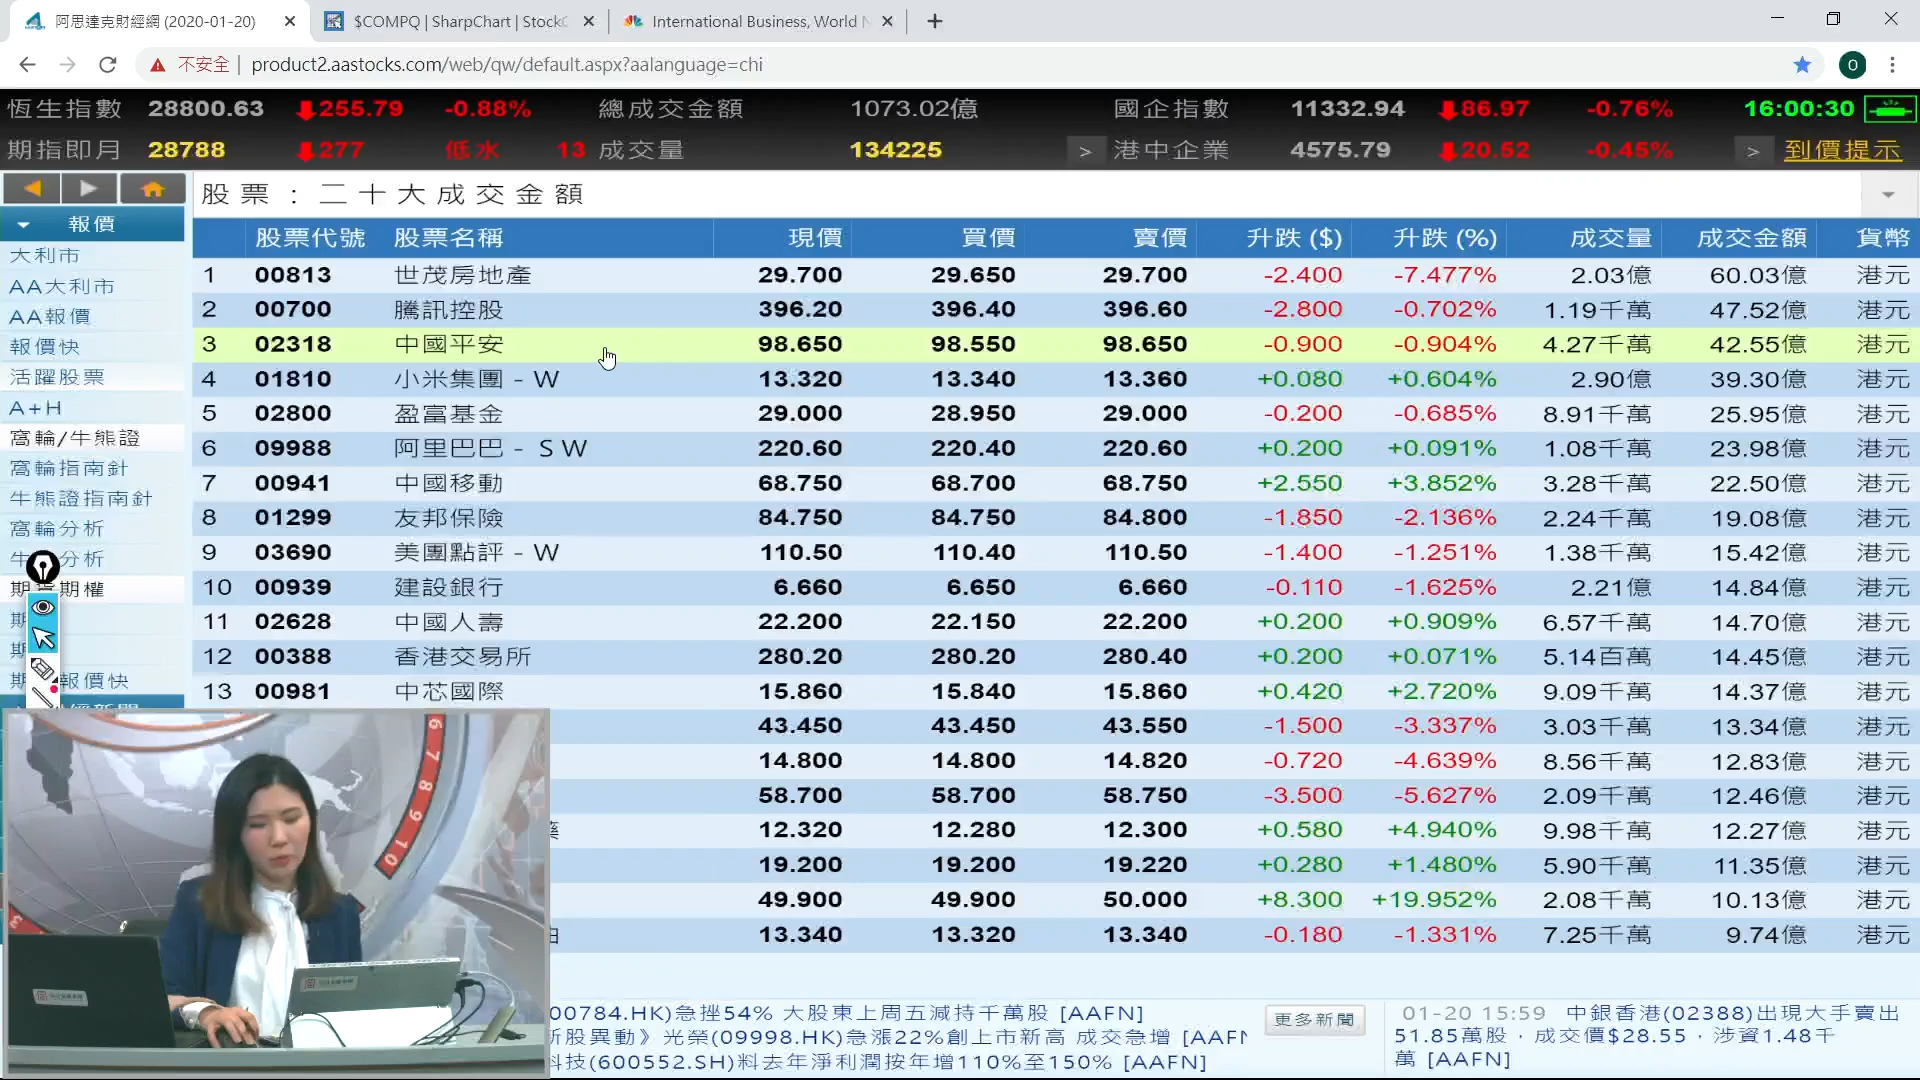 阿思達克財經網 (2020-01-20)
$COMPQ | SharpChart | Stock
International Business, World N
不安全 | product2.aastocks.com/web/qw/default.aspx?aalanguage=chi
O
恆生指數 28800.63 255.79 -0.88% 總成交金額 1073.02億 國企指數 11332.94 86.97 -0.76% 16:00:30
期指即月 28788 277 低水 13 成交量 134225 > 港中企業 4575.79 20.52 -0.45% > 到價提示
股票 : 二十大成交金額
報價
大利市
AA大利市
AA報價
報價快
活躍股票
A+H
窩輪/牛熊證
窩輪指南針
牛熊證指南針
窩輪分析
牛 分析
期貨期權
期
期
期 報價快
股票代號 股票名稱 現價 買價 賣價 升跌 ($) 升跌 (%) 成交量 成交金額 貨幣
1 00813 世茂房地產 29.700 29.650 29.700 -2.400 -7.477% 2.03億 60.03億 港元
2 00700 騰訊控股 396.20 396.40 396.60 -2.800 -0.702% 1.19千萬 47.52億 港元
3 02318 中國平安 98.650 98.550 98.650 -0.900 -0.904% 4.27千萬 42.55億 港元
4 01810 小米集團 - W 13.320 13.340 13.360 +0.080 +0.604% 2.90億 39.30億 港元
5 02800 盈富基金 29.000 28.950 29.000 -0.200 -0.685% 8.91千萬 25.95億 港元
6 09988 阿里巴巴 - SW 220.60 220.40 220.60 +0.200 +0.091% 1.08千萬 23.98億 港元
7 00941 中國移動 68.750 68.700 68.750 +2.550 +3.852% 3.28千萬 22.50億 港元
8 01299 友邦保險 84.750 84.750 84.800 -1.850 -2.136% 2.24千萬 19.08億 港元
9 03690 美團點評 - W 110.50 110.40 110.50 -1.400 -1.251% 1.38千萬 15.42億 港元
10 00939 建設銀行 6.660 6.650 6.660 -0.110 -1.625% 2.21億 14.84億 港元
11 02628 中國人壽 22.200 22.150 22.200 +0.200 +0.909% 6.57千萬 14.70億 港元
12 00388 香港交易所 280.20 280.20 280.40 +0.200 +0.071% 5.14百萬 14.45億 港元
13 00981 中芯國際 15.860 15.840 15.860 +0.420 +2.720% 9.09千萬 14.37億 港元
43.450 43.450 43.550 -1.500 -3.337% 3.03千萬 13.34億 港元
14.800 14.800 14.820 -0.720 -4.639% 8.56千萬 12.83億 港元
58.700 58.700 58.750 -3.500 -5.627% 2.09千萬 12.46億 港元
12.320 12.280 12.300 +0.580 +4.940% 9.98千萬 12.27億 港元
19.200 19.200 19.220 +0.280 +1.480% 5.90千萬 11.35億 港元
49.900 49.900 50.000 +8.300 +19.952% 2.08千萬 10.13億 港元
13.340 13.320 13.340 -0.180 -1.331% 7.25千萬 9.74億 港元
6 7 8 9 10
3
00784.HK)急挫54% 大股東上周五減持千萬股 [AAFN]
新股異動》光榮(09998.HK)急漲22%創上市新高 成交急增 [AAFN
科技(600552.SH)料去年淨利潤按年增110%至150% [AAFN]
更多新聞
01-20 15:59 中銀香港(02388)出現大手賣出
51.85萬股，成交價$28.55，涉資1.48千
萬 [AAFN]